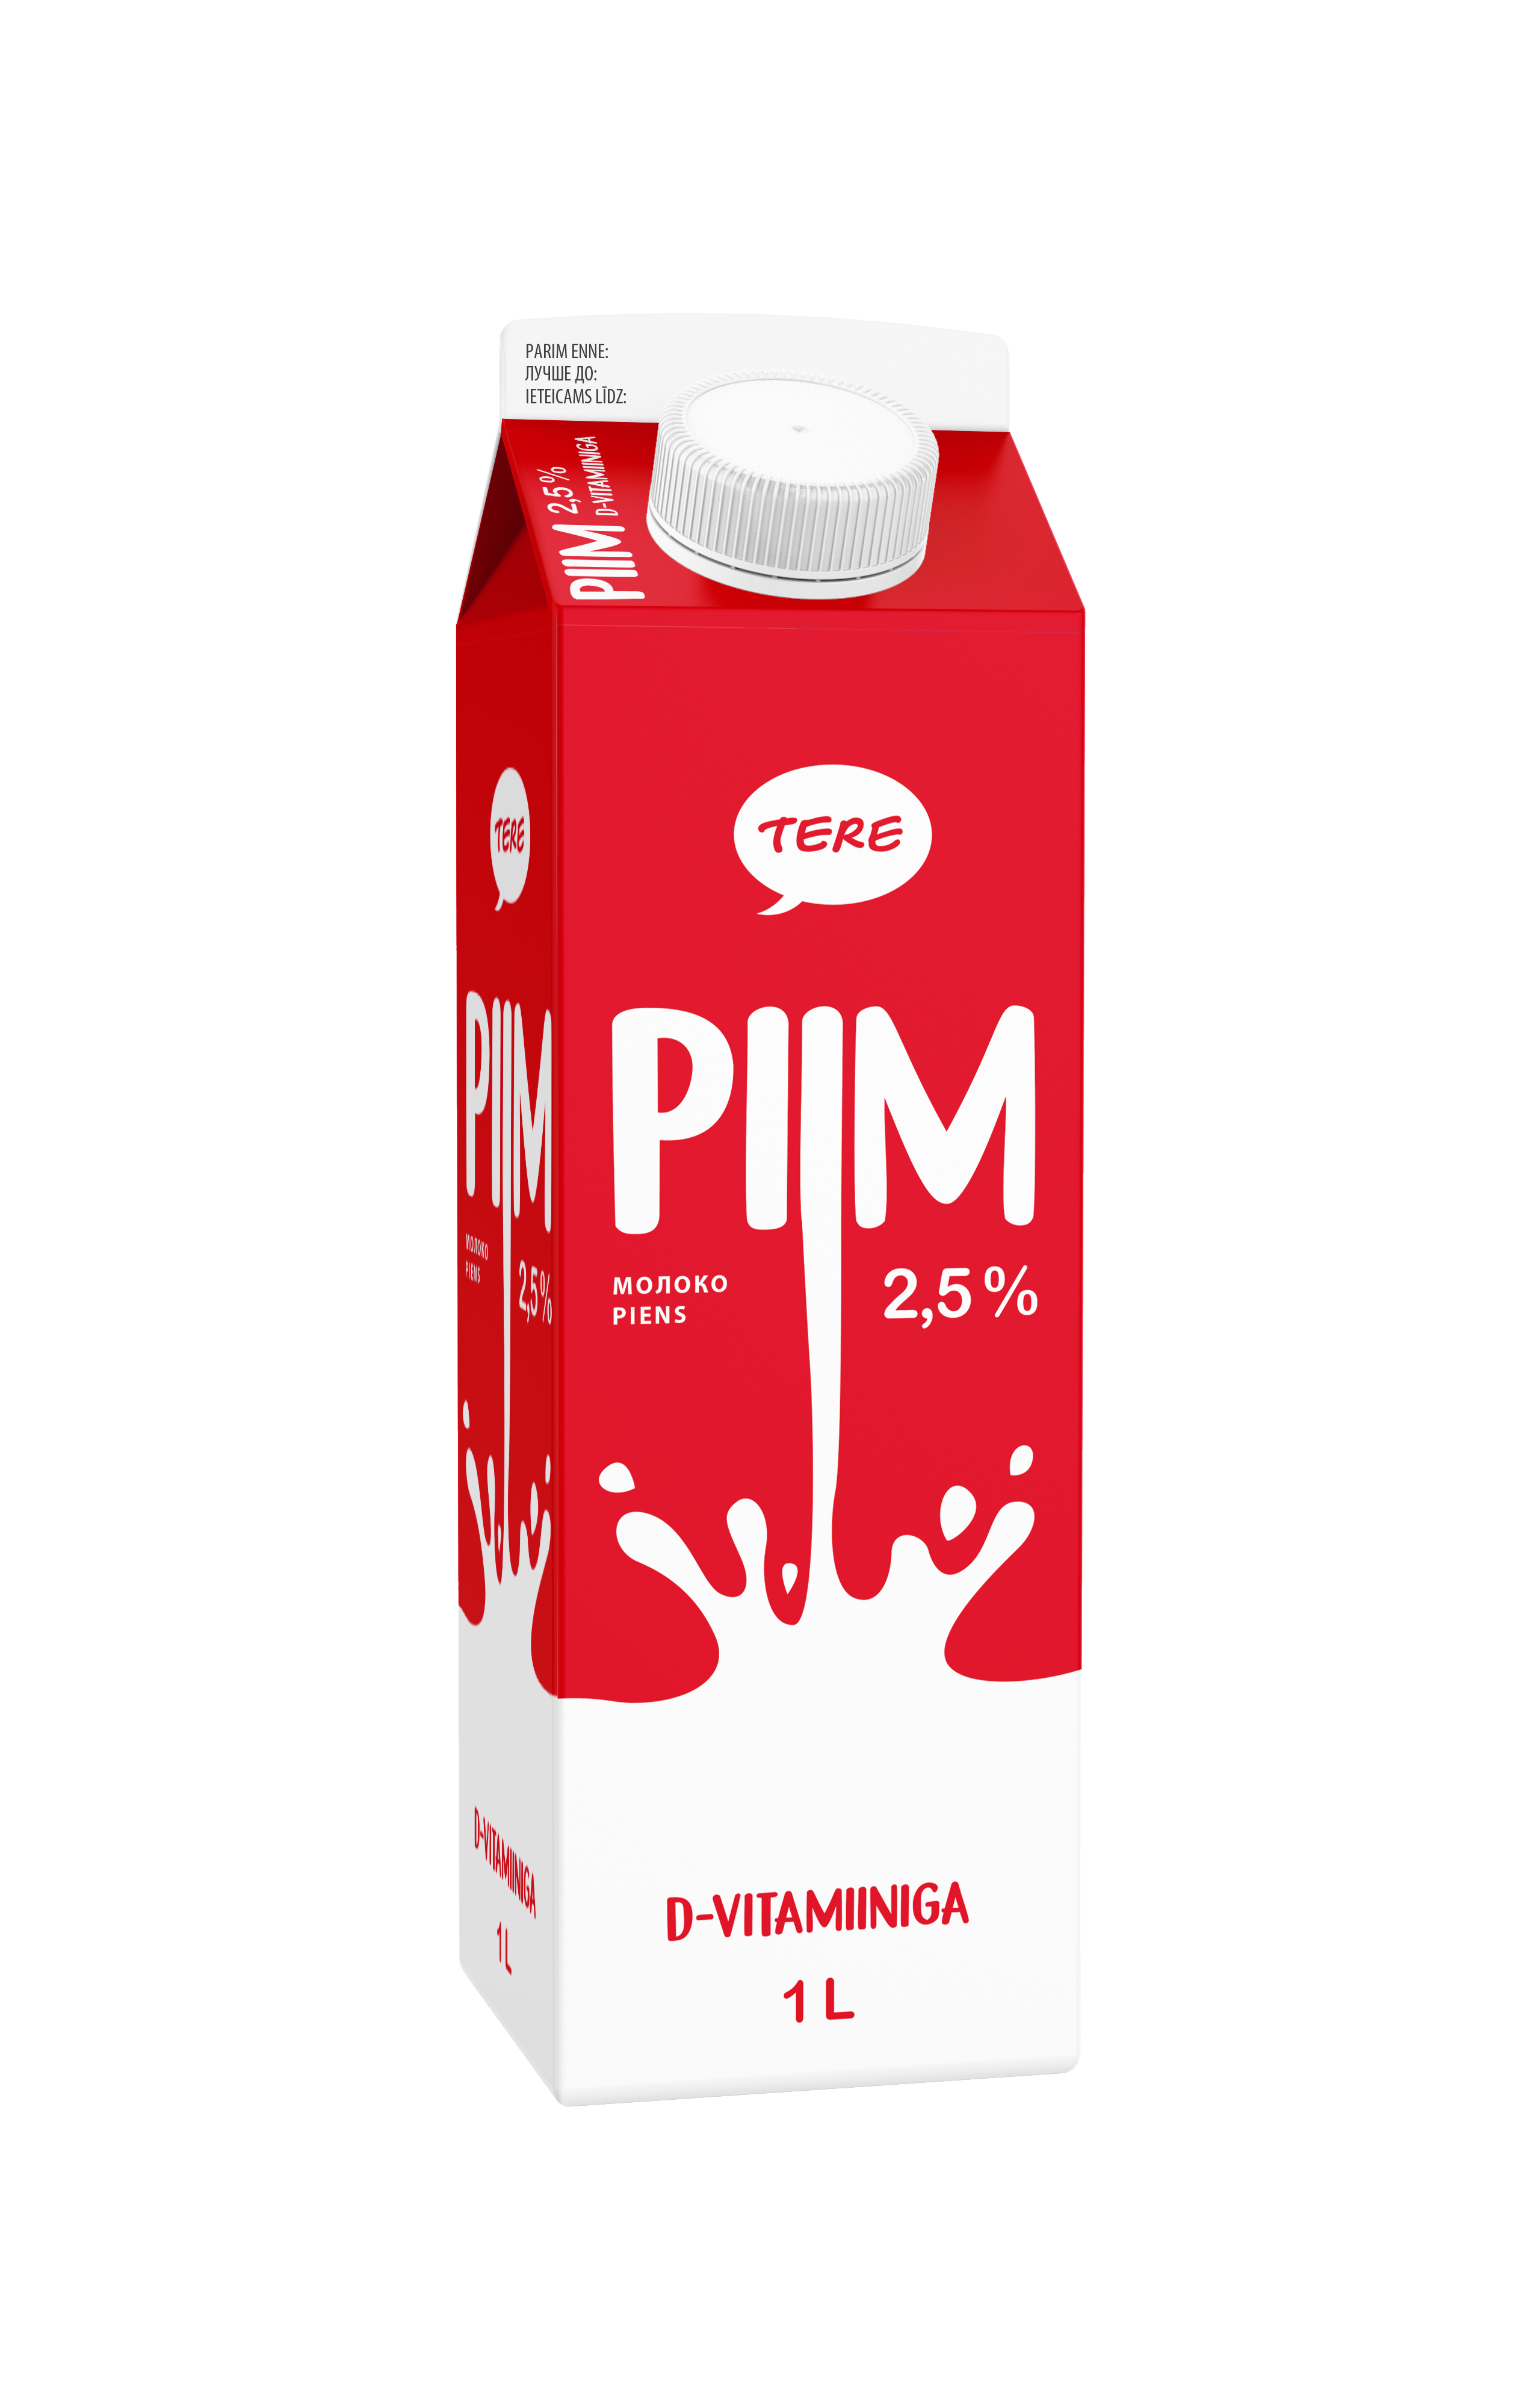 PARIM ENNE:
ЛУЧШЕ ДО:
IETEICAMS LĪDZ:
PIIM 2,5%
D-VITAMIINIGA
TERE
PIIM
МОЛОКО
PIENS
2,5%
D-VITAMIINIGA
1 L
TERE
PIIM
МОЛОКО
PIENS
2,5 %
D-VITAMIINIGA
1 L